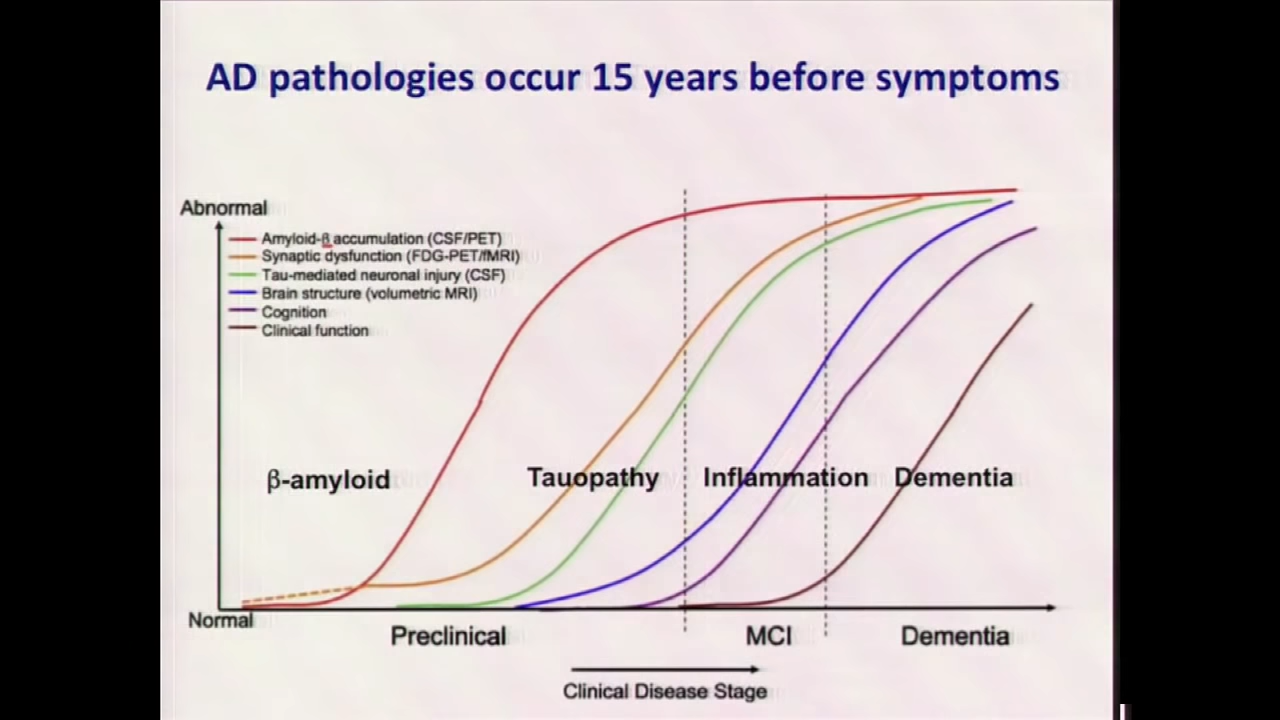 AD pathologies occur 15 years before symptoms
Abnormal
Amyloid-β accumulation (CSF/PET)
Synaptic dysfunction (FDG-PET/fMRI)
Tau-mediated neuronal injury (CSF)
Brain structure (volumetric MRI)
Cognition
Clinical function
β-amyloid
Tauopathy
Inflammation
Dementia
Normal
Preclinical
MCI
Dementia
Clinical Disease Stage